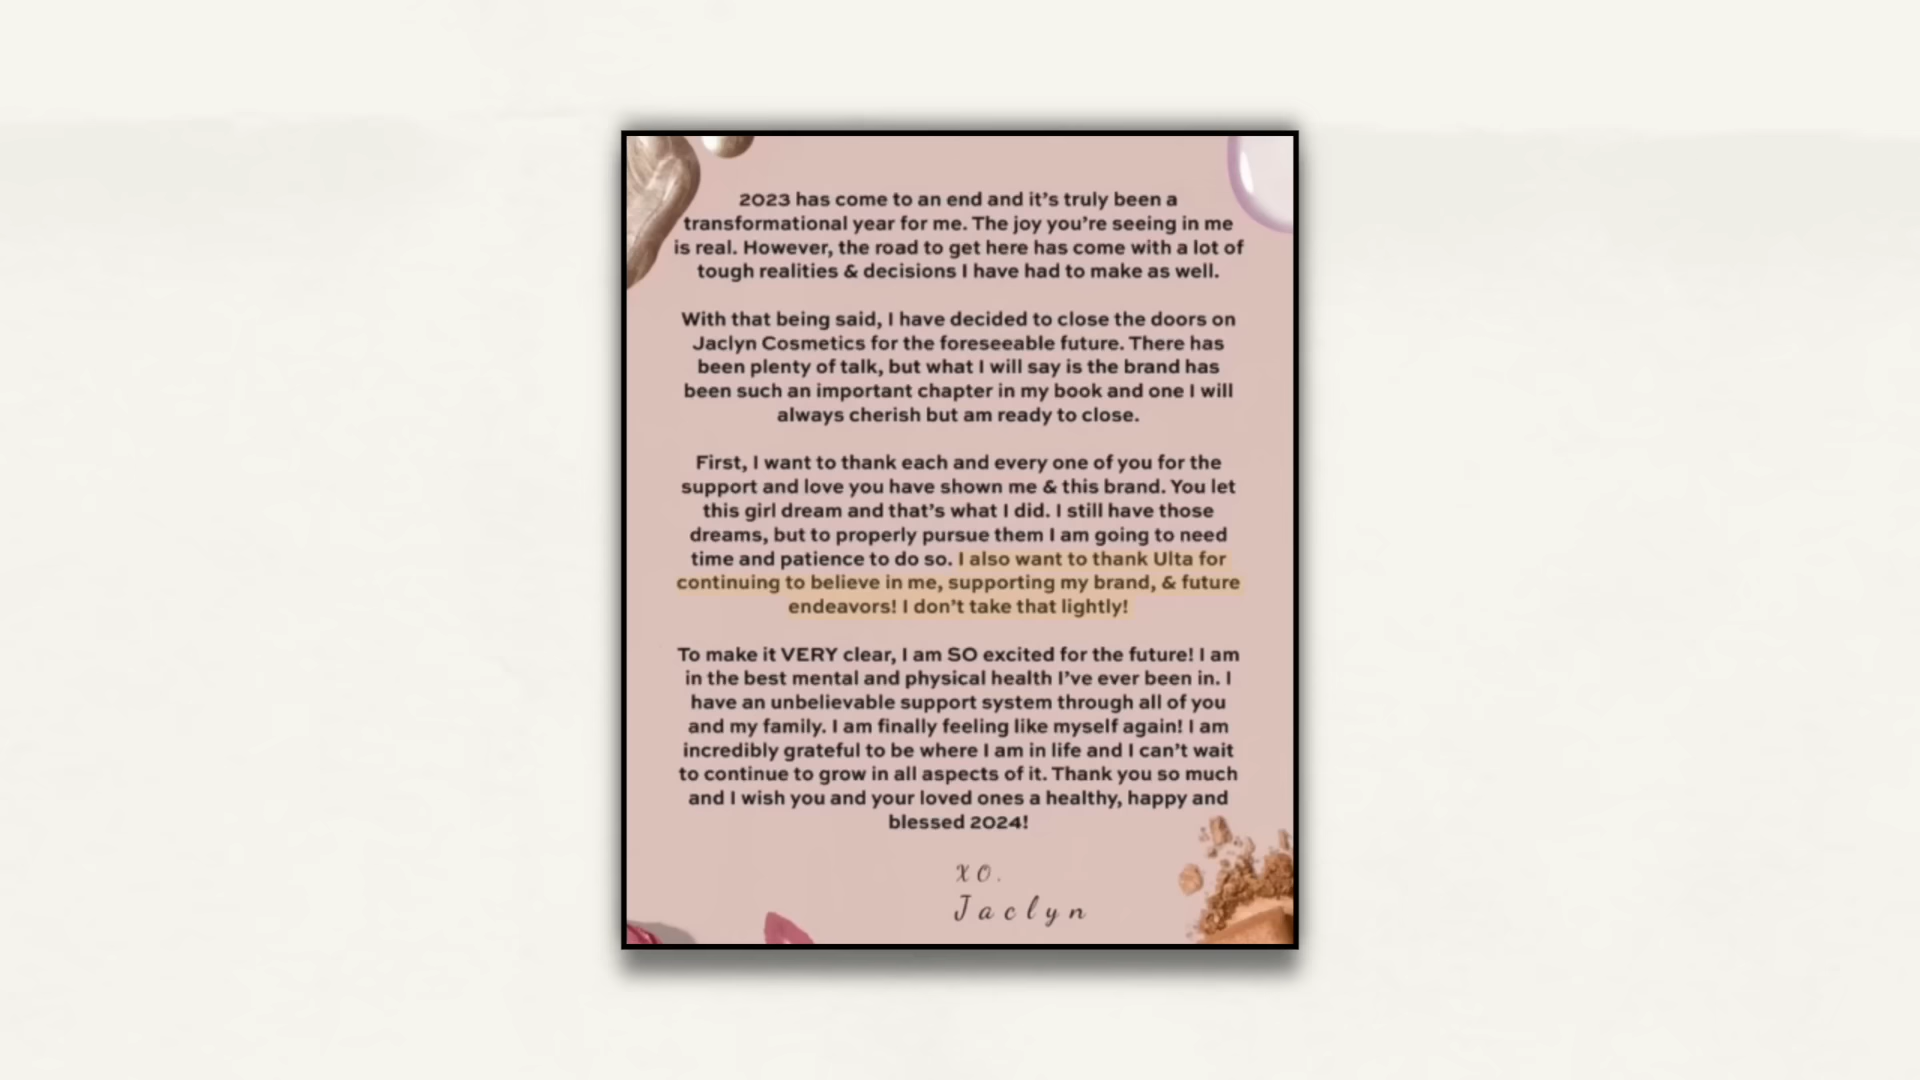 2023 has come to an end and it's truly been a
transformational year for me. The joy you're seeing in me
is real. However, the road to get here has come with a lot of
tough realities & decisions I have had to make as well.
With that being said, I have decided to close the doors on
Jaclyn Cosmetics for the foreseeable future. There has
been plenty of talk, but what I will say is the brand has
been such an important chapter in my book and one I will
always cherish but am ready to close.
First, I want to thank each and every one of you for the
support and love you have shown me & this brand. You let
this girl dream and that's what I did. I still have those
dreams, but to properly pursue them I am going to need
time and patience to do so. I also want to thank Ulta for
continuing to believe in me, supporting my brand, & future
endeavors! I don't take that lightly!
To make it VERY clear, I am SO excited for the future! I am
in the best mental and physical health I've ever been in. I
have an unbelievable support system through all of you
and my family. I am finally feeling like myself again! I am
incredibly grateful to be where I am in life and I can't wait
to continue to grow in all aspects of it. Thank you so much
and I wish you and your loved ones a healthy, happy and
blessed 2024!
XO.
Jaclyn